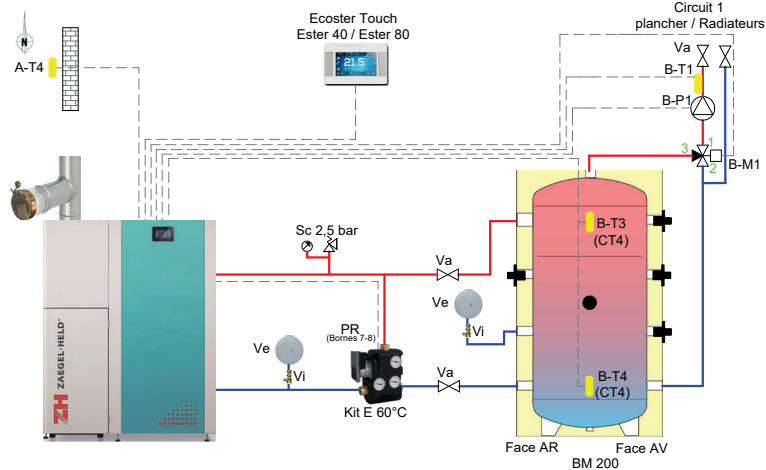 Ecoster Touch
Ester 40 / Ester 80
Circuit 1
plancher / Radiateurs
N
A-T4
21.5
Va
B-T1
B-P1
3
1
2
B-M1
Sc 2,5 bar
Va
B-T3
(CT4)
Ve
Vi
PR
(Bornes 7-8)
Ve
Vi
Va
B-T4
(CT4)
Kit E 60°C
ZH ZAEGEL-HELD
Face AR
Face AV
BM 200